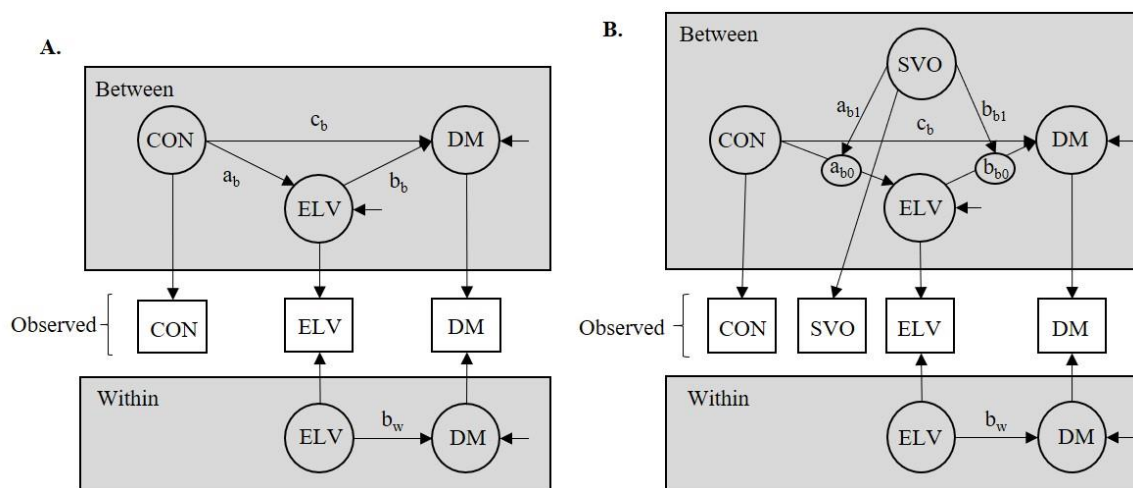 A.
Between
CON
c_b
DM
a_b
b_b
ELV
Observed
CON
ELV
DM
Within
ELV
b_w
DM
B.
Between
SVO
a_b1
b_b1
CON
c_b
DM
a_b0
b_b0
ELV
Observed
CON
SVO
ELV
DM
Within
ELV
b_w
DM